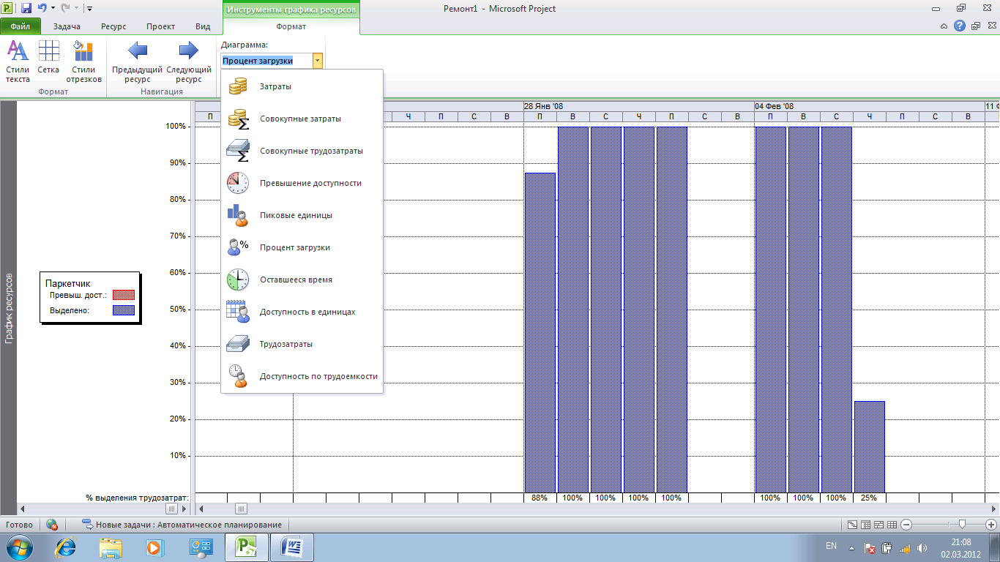 Инструменты графика ресурсов
Ремонт1 - Microsoft Project
Файл Задача Ресурс Проект Вид Формат
Диаграмма:
Процент загрузки
Стили текста
Сетка
Стили отрезков
Предыдущий ресурс
Следующий ресурс
Формат
Навигация
Затраты
Совокупные затраты
Совокупные трудозатраты
Превышение доступности
Пиковые единицы
Процент загрузки
Оставшееся время
Доступность в единицах
Трудозатраты
Доступность по трудоемкости
28 Янв '08 04 Фев '08 11
П Ч П С В П В С Ч П С В П В С Ч П С В
100%
90%
80%
70%
60%
50%
40%
30%
20%
10%
График ресурсов
Паркетчик
Превыш. дост.:
Выделено:
% выделения трудозатрат:
88% 100% 100% 100% 100% 100% 100% 100% 25%
Готово
Новые задачи : Автоматическое планирование
EN
21:08
02.03.2012